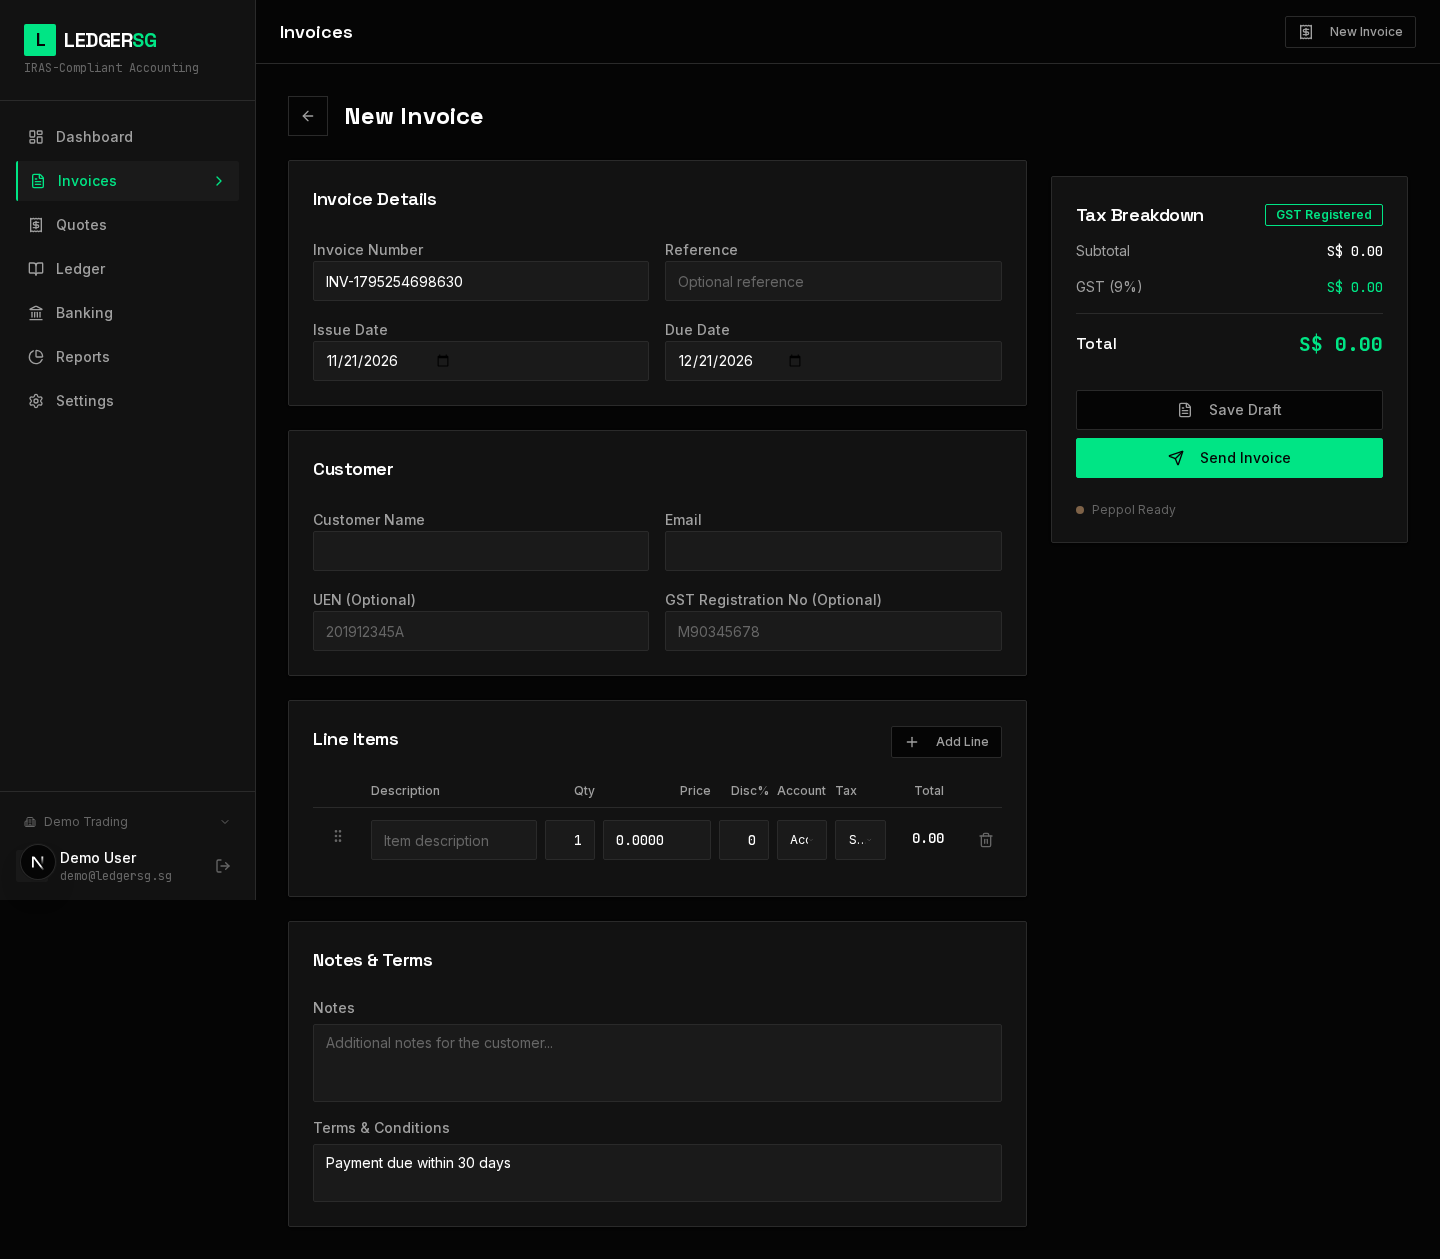 L LEDGERSG
IRAS-Compliant Accounting
Dashboard
Invoices
Quotes
Ledger
Banking
Reports
Settings
Demo Trading
N
Demo User
demo@ledgersg.sg
Invoices
New Invoice
New Invoice
Invoice Details
Invoice Number
Reference
INV-1795254698630
Optional reference
Issue Date
Due Date
11/21/2026
12/21/2026
Customer
Customer Name
Email
UEN (Optional)
GST Registration No (Optional)
201912345A
M90345678
Line Items
Add Line
Description Qty Price Disc% Account Tax Total
Item description 1 0.0000 0 S.. 0.00
Notes & Terms
Notes
Additional notes for the customer...
Terms & Conditions
Payment due within 30 days
Tax Breakdown
GST Registered
Subtotal S$ 0.00
GST (9%) S$ 0.00
Total S$ 0.00
Save Draft
Send Invoice
Peppol Ready